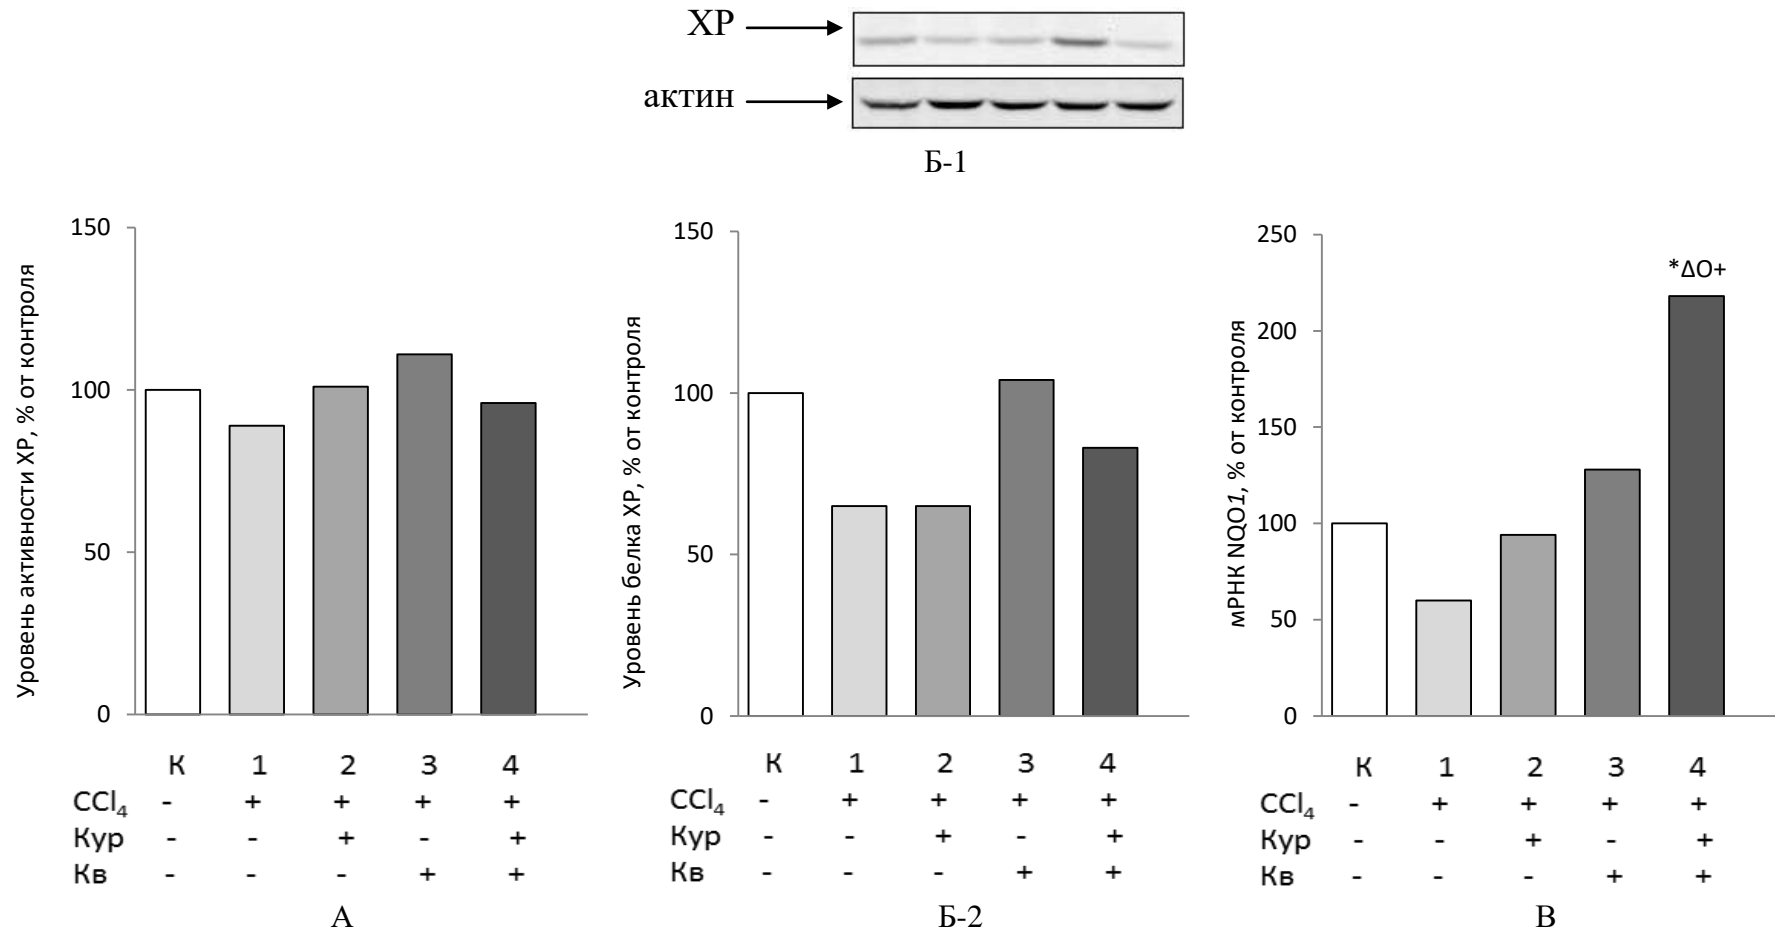 ХР
актин
Б-1
Уровень активности ХР, % от контроля
150
100
50
0
К 1 2 3 4
CCl₄ - + + + +
Кур - - + - +
Кв - - - + +
А
Уровень белка ХР, % от контроля
150
100
50
0
К 1 2 3 4
CCl₄ - + + + +
Кур - - + - +
Кв - - - + +
Б-2
мРНК NQO1, % от контроля
250
200
150
100
50
0
*ΔО+
К 1 2 3 4
CCl₄ - + + + +
Кур - - + - +
Кв - - - + +
В